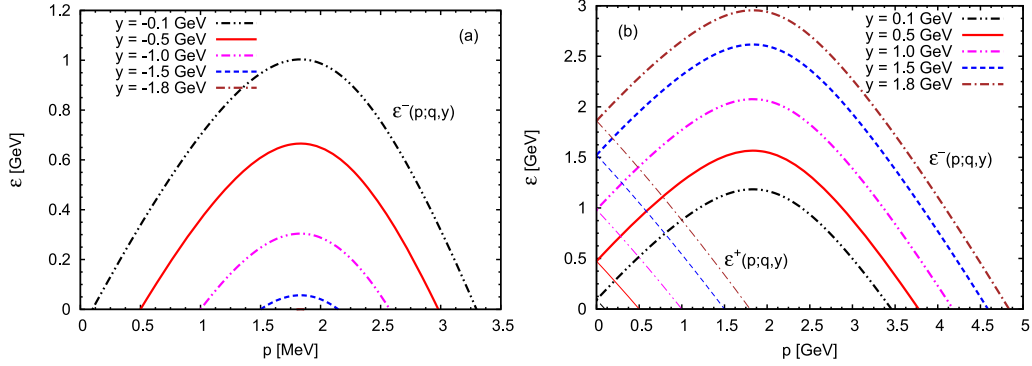 y = -0.1 GeV
y = -0.5 GeV
y = -1.0 GeV
y = -1.5 GeV
y = -1.8 GeV
(a)
ε⁻(p;q,y)
ε [GeV]
1.2
1
0.8
0.6
0.4
0.2
0
0 0.5 1 1.5 2 2.5 3 3.5
p [MeV]
(b)
y = 0.1 GeV
y = 0.5 GeV
y = 1.0 GeV
y = 1.5 GeV
y = 1.8 GeV
ε⁻(p;q,y)
ε⁺(p;q,y)
ε [GeV]
3
2.5
2
1.5
1
0.5
0
0 0.5 1 1.5 2 2.5 3 3.5 4 4.5 5
p [GeV]